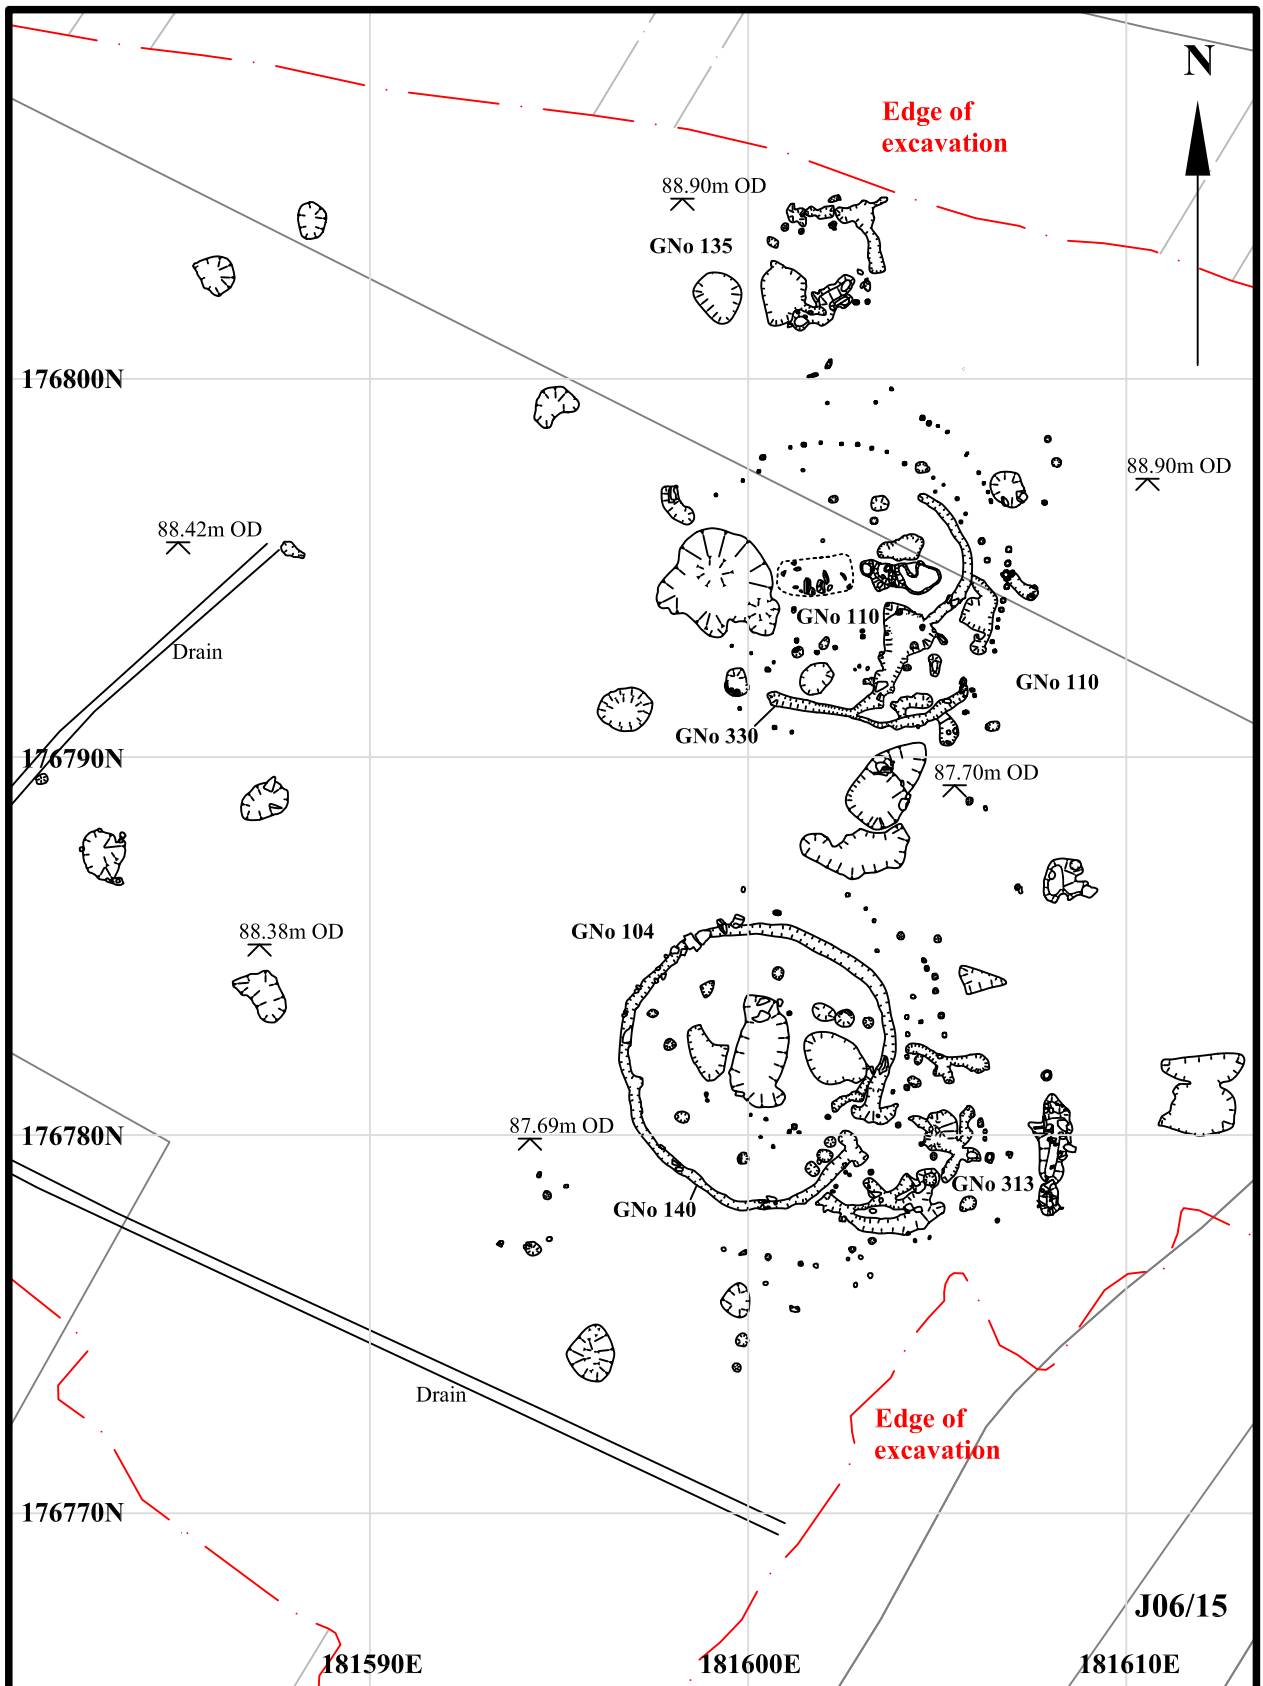 N
Edge of
excavation
88.90m OD
GNo 135
176800N
88.90m OD
88.42m OD
GNo 110
Drain
GNo 110
GNo 330
176790N
87.70m OD
GNo 104
88.38m OD
87.69m OD
176780N
GNo 313
GNo 140
Drain
Edge of
excavation
176770N
J06/15
181590E
181600E
181610E